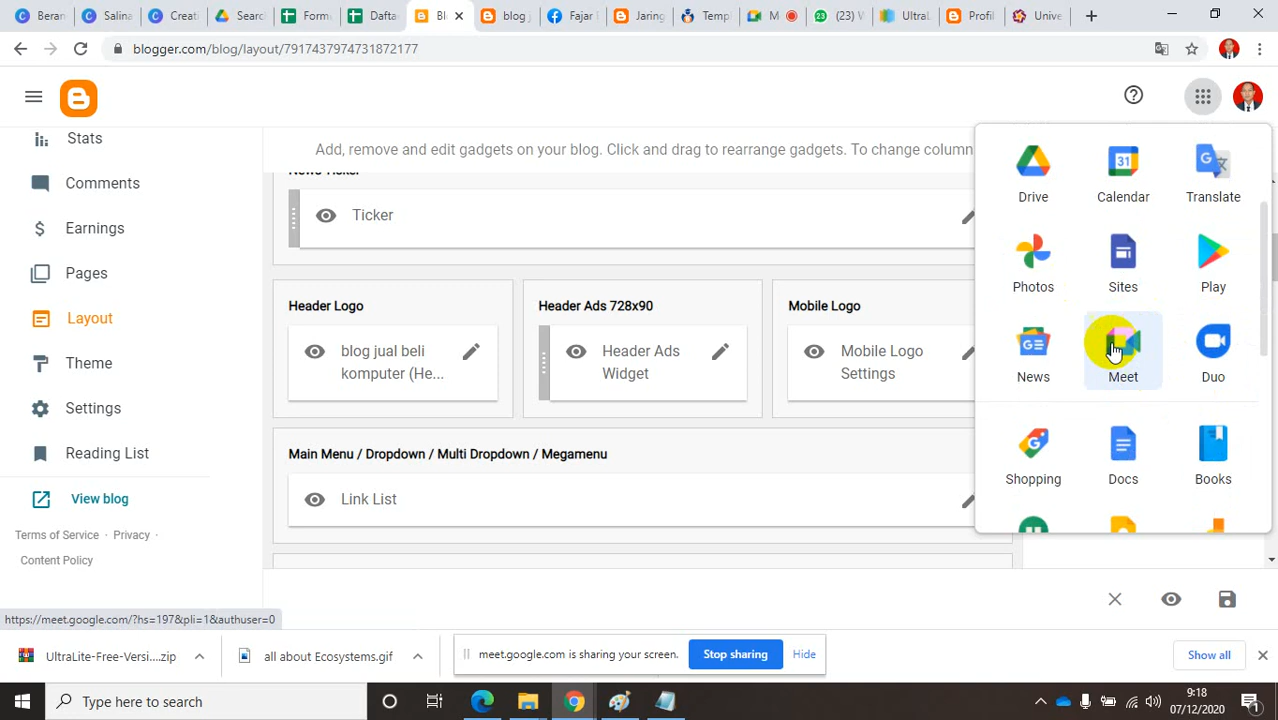 Beran
Salina
Creati
Search
Form
Dafta
Bl
blog j
Fajar
Jaring
Temp
M
(23) W
UltraL
Profil
Unive
blogger.com/blog/layout/7917437974731872177
Stats
Comments
Earnings
Pages
Layout
Theme
Settings
Reading List
View blog
Terms of Service · Privacy ·
Content Policy
Add, remove and edit gadgets on your blog. Click and drag to rearrange gadgets. To change column
News Ticker
Ticker
Header Logo
blog jual beli
komputer (He...
Header Ads 728x90
Header Ads
Widget
Mobile Logo
Mobile Logo
Settings
Main Menu / Dropdown / Multi Dropdown / Megamenu
Link List
Drive
31
Calendar
Translate
Photos
Sites
Play
News
Meet
Duo
Shopping
Docs
Books
https://meet.google.com/?hs=197&pli=1&authuser=0
UltraLite-Free-Versi....zip
all about Ecosystems.gif
meet.google.com is sharing your screen.
Stop sharing
Hide
Show all
Type here to search
9:18
07/12/2020
1